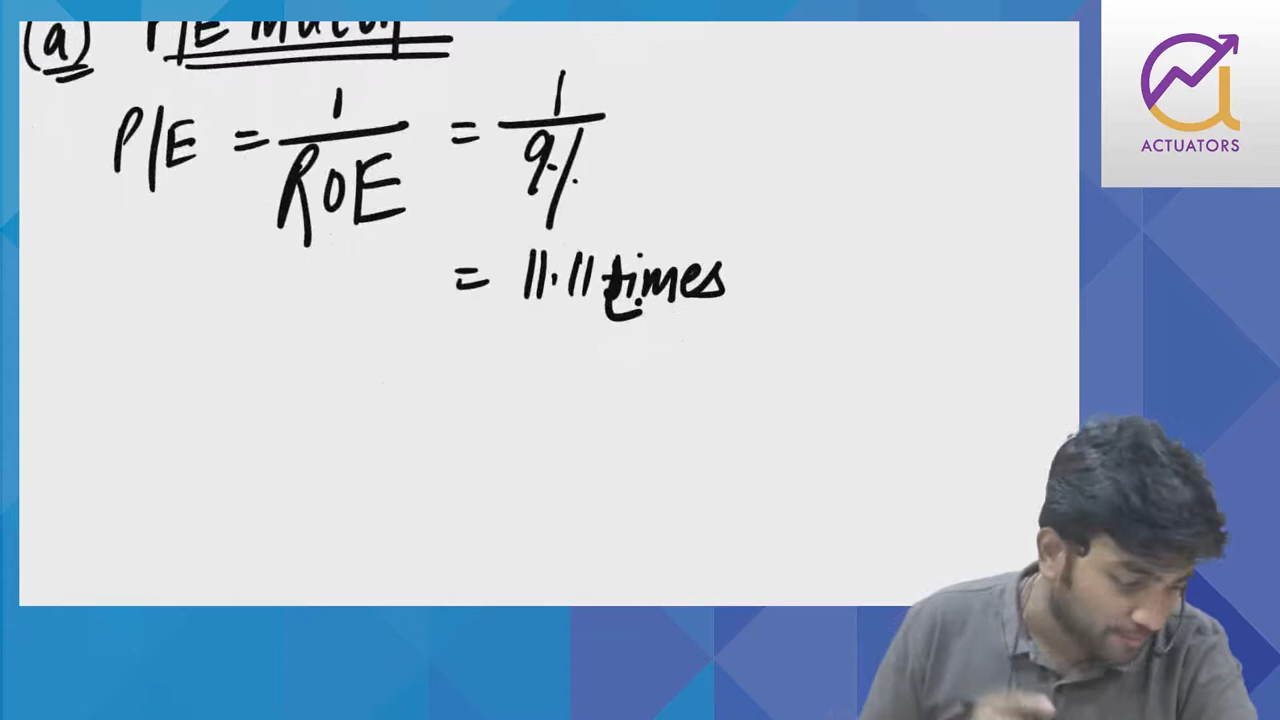 (a) P/E
P/E = 1/ROE = 1/9%
= 11.11 times
ACTUATORS